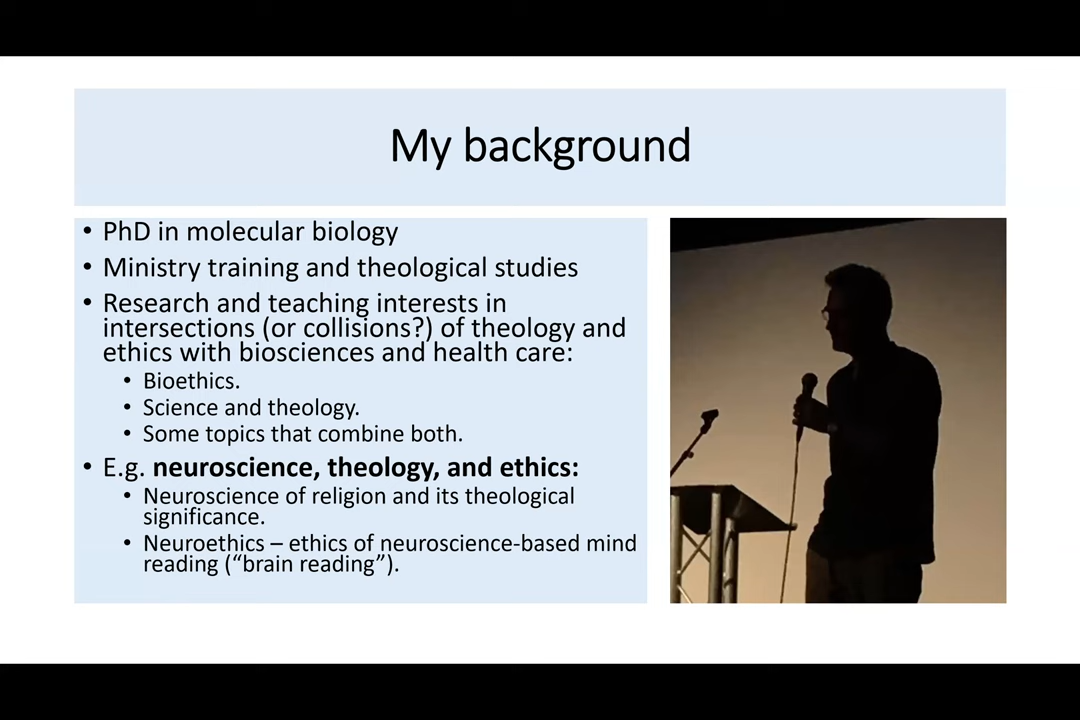 My background
• PhD in molecular biology
• Ministry training and theological studies
• Research and teaching interests in
intersections (or collisions?) of theology and
ethics with biosciences and health care:
• Bioethics.
• Science and theology.
• Some topics that combine both.
• E.g. neuroscience, theology, and ethics:
• Neuroscience of religion and its theological
significance.
• Neuroethics – ethics of neuroscience-based mind
reading (“brain reading”).